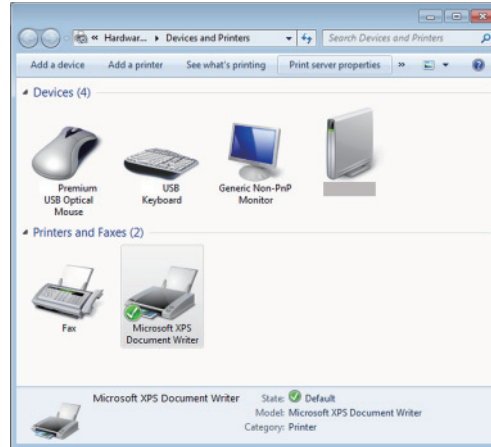 « Hardwar... ▸ Devices and Printers
Search Devices and Printers
Add a device Add a printer See what's printing Print server properties »
Devices (4)
Premium
USB Optical
Mouse
USB
Keyboard
Generic Non-PnP
Monitor
Printers and Faxes (2)
Fax
Microsoft XPS
Document Writer
Microsoft XPS Document Writer State: Default
Model: Microsoft XPS Document Writer
Category: Printer